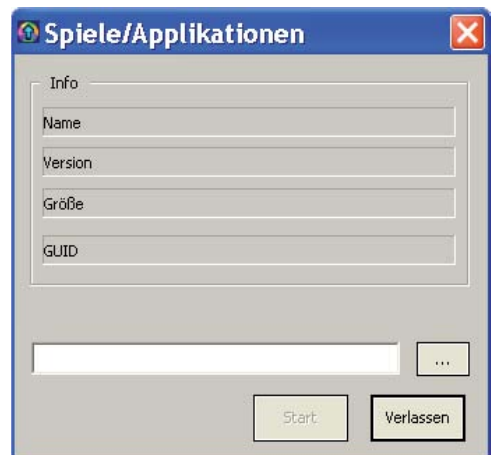 Spiele/Applikationen
Info
Name
Version
Größe
GUID
...
Start
Verlassen